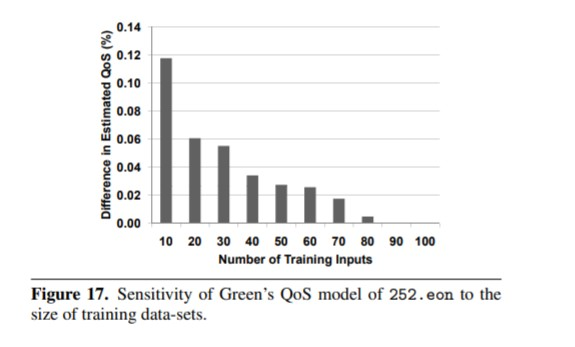 0.14
0.12
0.10
0.08
0.06
0.04
0.02
0.00
Difference in Estimated QoS (%)
10 20 30 40 50 60 70 80 90 100
Number of Training Inputs
Figure 17. Sensitivity of Green's QoS model of 252.eon to the
size of training data-sets.